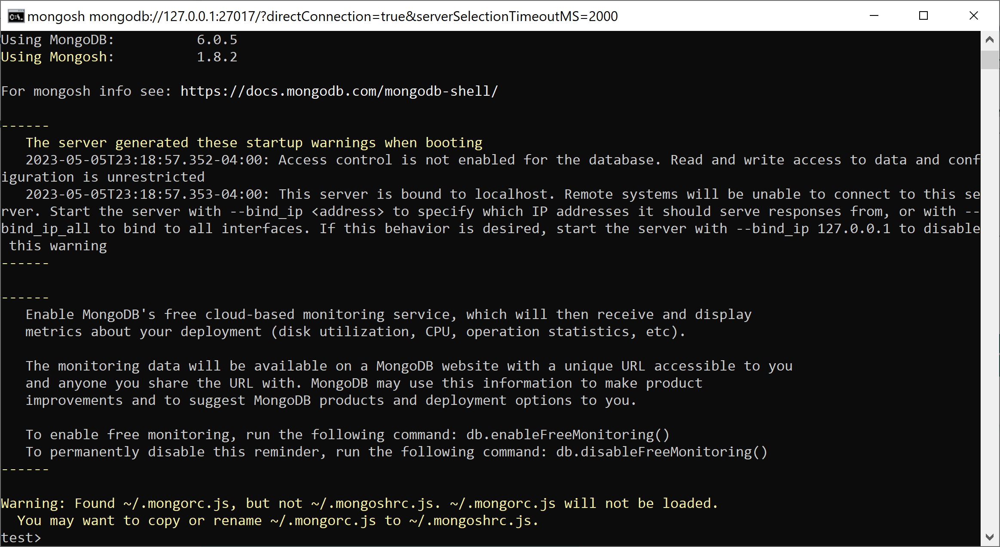 mongosh mongodb://127.0.0.1:27017/?directConnection=true&serverSelectionTimeoutMS=2000
Using MongoDB:          6.0.5
Using Mongosh:          1.8.2
For mongosh info see: https://docs.mongodb.com/mongodb-shell/
------
   The server generated these startup warnings when booting
   2023-05-05T23:18:57.352-04:00: Access control is not enabled for the database. Read and write access to data and conf
iguration is unrestricted
   2023-05-05T23:18:57.353-04:00: This server is bound to localhost. Remote systems will be unable to connect to this se
rver. Start the server with --bind_ip <address> to specify which IP addresses it should serve responses from, or with --
bind_ip_all to bind to all interfaces. If this behavior is desired, start the server with --bind_ip 127.0.0.1 to disable
 this warning
------
------
   Enable MongoDB's free cloud-based monitoring service, which will then receive and display
   metrics about your deployment (disk utilization, CPU, operation statistics, etc).
   The monitoring data will be available on a MongoDB website with a unique URL accessible to you
   and anyone you share the URL with. MongoDB may use this information to make product
   improvements and to suggest MongoDB products and deployment options to you.
   To enable free monitoring, run the following command: db.enableFreeMonitoring()
   To permanently disable this reminder, run the following command: db.disableFreeMonitoring()
------
Warning: Found ~/.mongorc.js, but not ~/.mongoshrc.js. ~/.mongorc.js will not be loaded.
  You may want to copy or rename ~/.mongorc.js to ~/.mongoshrc.js.
test>